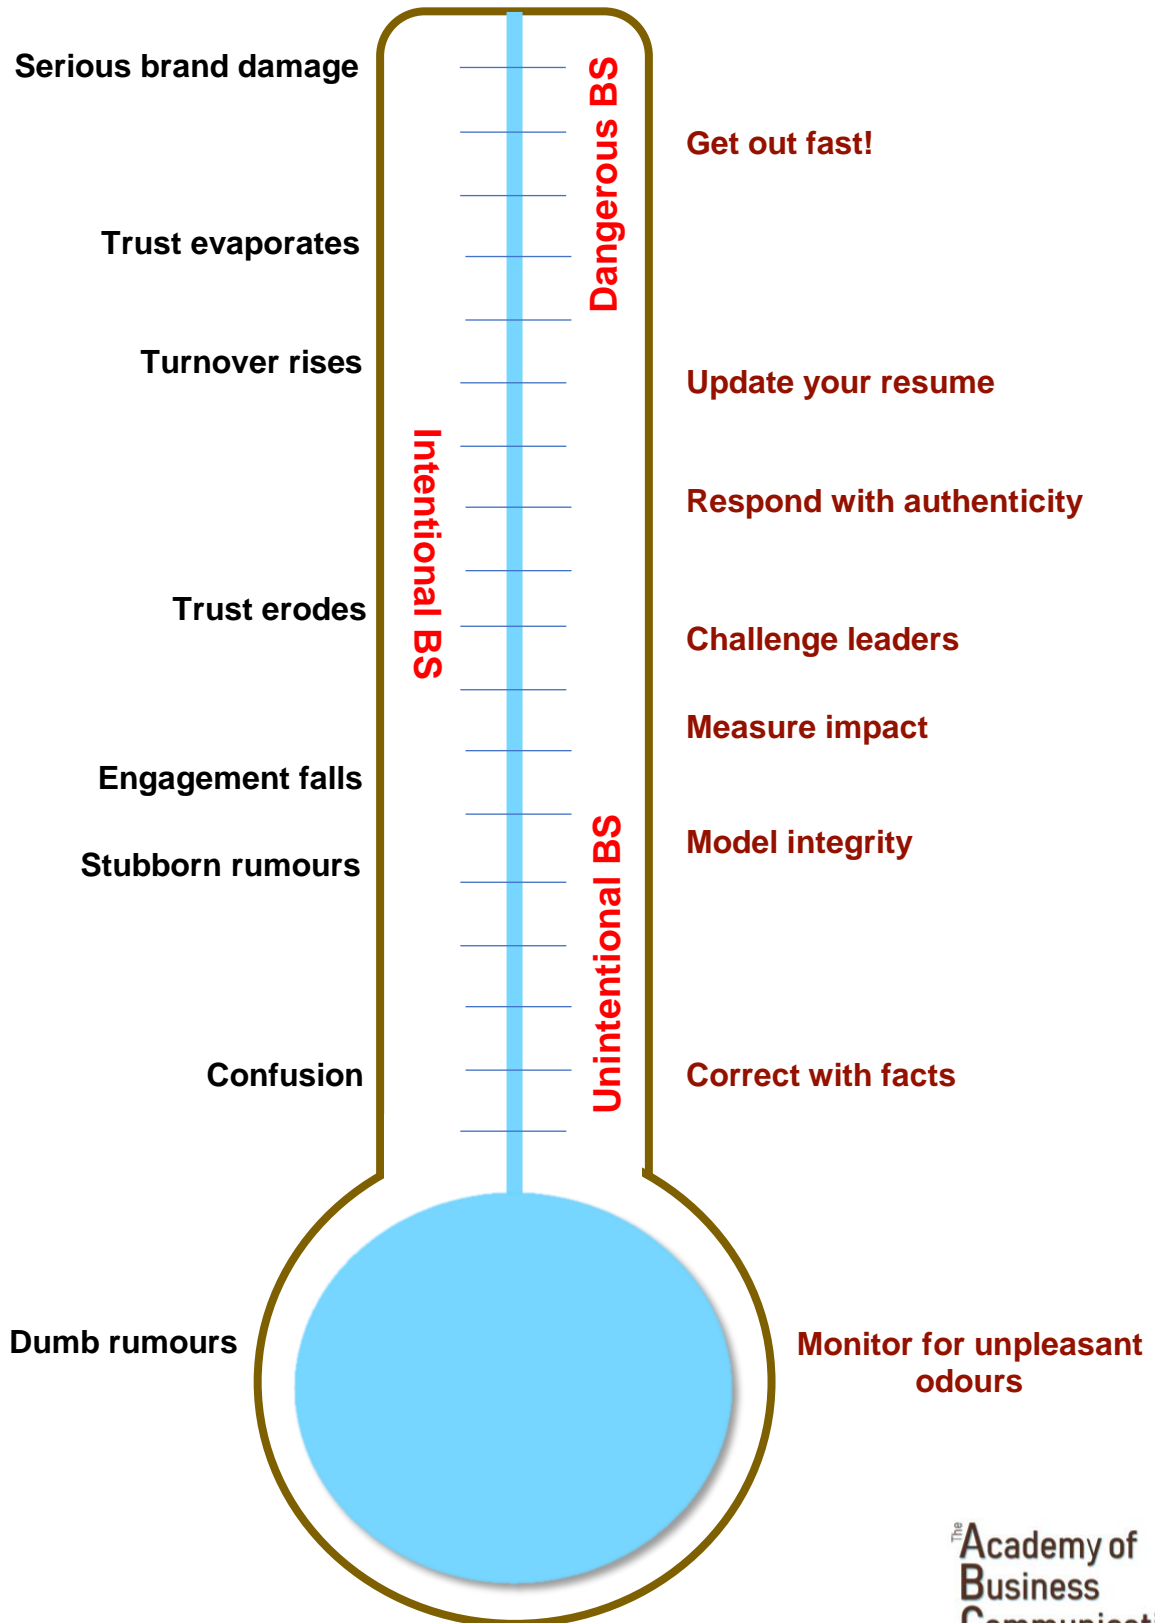 Serious brand damage
Dangerous BS
Get out fast!
Trust evaporates
Turnover rises
Update your resume
Intentional BS
Respond with authenticity
Trust erodes
Challenge leaders
Measure impact
Engagement falls
Unintentional BS
Model integrity
Stubborn rumours
Confusion
Correct with facts
Dumb rumours
Monitor for unpleasant
odours
The Academy of
Business